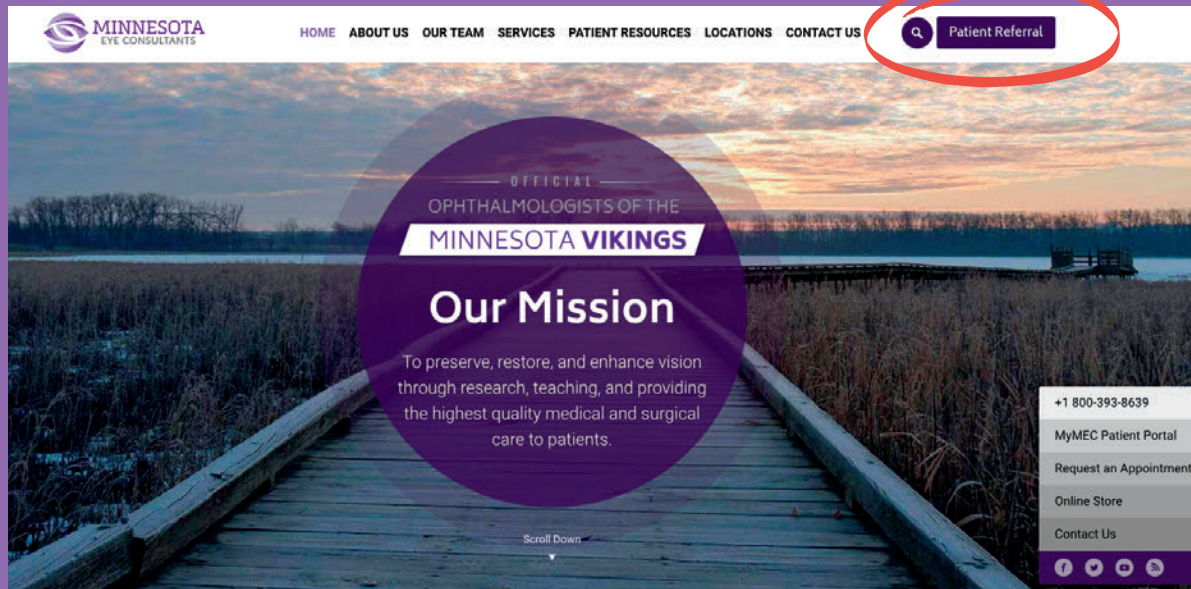 MINNESOTA
EYE CONSULTANTS
HOME ABOUT US OUR TEAM SERVICES PATIENT RESOURCES LOCATIONS CONTACT US
Patient Referral
OFFICIAL
OPHTHALMOLOGISTS OF THE
MINNESOTA VIKINGS
Our Mission
To preserve, restore, and enhance vision
through research, teaching, and providing
the highest quality medical and surgical
care to patients.
Scroll Down
+1 800-393-8639
MyMEC Patient Portal
Request an Appointment
Online Store
Contact Us